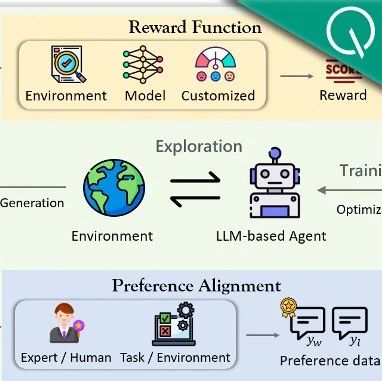 Reward Function
SCORE
Environment Model Customized
Reward
Exploration
Traini
Generation
Optimiz
Environment
LLM-based Agent
Preference Alignment
Expert / Human Task / Environment
y_w y_l
Preference data